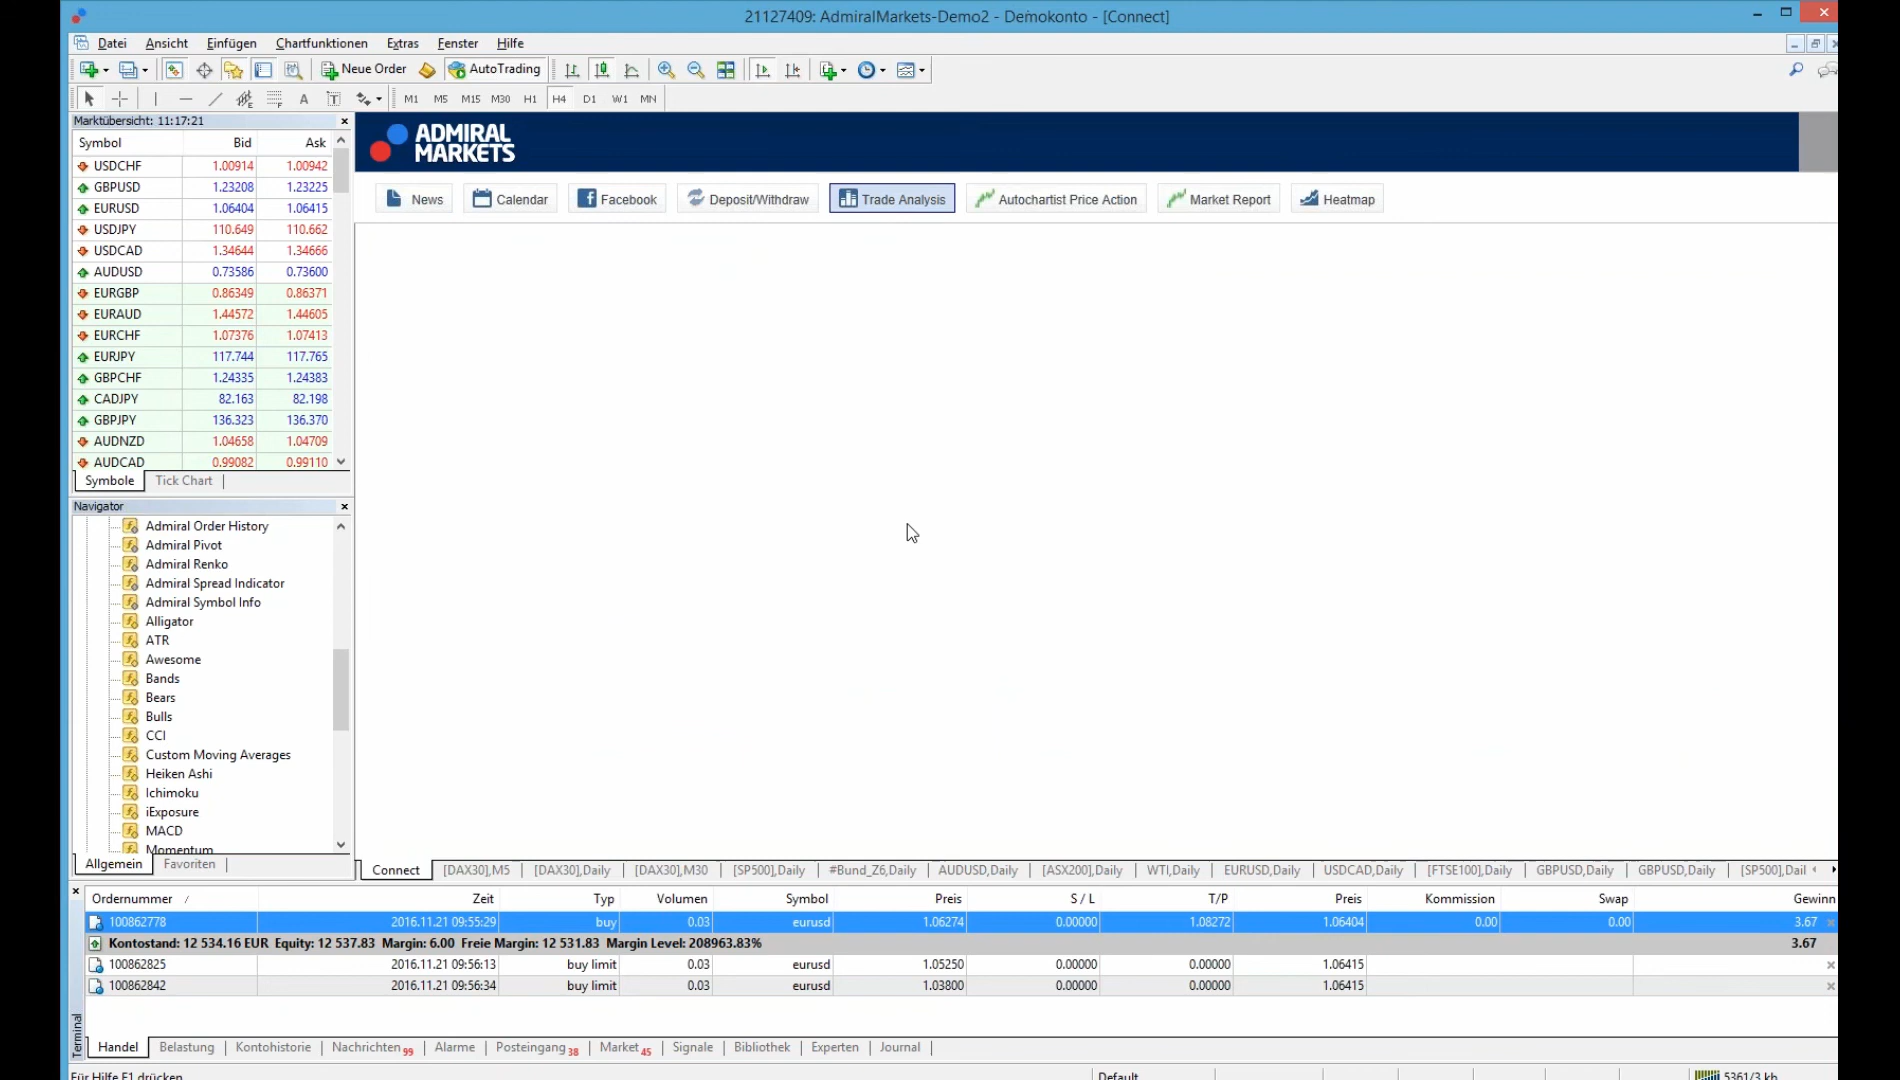 21127409: AdmiralMarkets-Demo2 - Demokonto - [Connect]
Datei Ansicht Einfügen Chartfunktionen Extras Fenster Hilfe
Neue Order AutoTrading
A T M1 M5 M15 M30 H1 H4 D1 W1 MN
Marktübersicht: 11:17:21
Symbol Bid Ask
USDCHF 1.00914 1.00942
GBPUSD 1.23208 1.23225
EURUSD 1.06404 1.06415
USDJPY 110.649 110.662
USDCAD 1.34644 1.34666
AUDUSD 0.73586 0.73600
EURGBP 0.86349 0.86371
EURAUD 1.44572 1.44605
EURCHF 1.07376 1.07413
EURJPY 117.744 117.765
GBPCHF 1.24335 1.24383
CADJPY 82.163 82.198
GBPJPY 136.323 136.370
AUDNZD 1.04658 1.04709
AUDCAD 0.99082 0.99110
Symbole Tick Chart
Navigator
Admiral Order History
Admiral Pivot
Admiral Renko
Admiral Spread Indicator
Admiral Symbol Info
Alligator
ATR
Awesome
Bands
Bears
Bulls
CCI
Custom Moving Averages
Heiken Ashi
Ichimoku
iExposure
MACD
Momentum
Allgemein Favoriten
ADMIRAL
MARKETS
News Calendar Facebook Deposit/Withdraw Trade Analysis Autochartist Price Action Market Report Heatmap
Connect [DAX30],M5 [DAX30],Daily [DAX30],M30 [SP500],Daily #Bund_Z6,Daily AUDUSD,Daily [ASX200],Daily WTI,Daily EURUSD,Daily USDCAD,Daily [FTSE100],Daily GBPUSD,Daily GBPUSD,Daily [SP500],Dail
Ordernummer / Zeit Typ Volumen Symbol Preis S / L T/P Preis Kommission Swap Gewinn
100862778 2016.11.21 09:55:29 buy 0.03 eurusd 1.06274 0.00000 1.08272 1.06404 0.00 0.00 3.67
Kontostand: 12 534.16 EUR Equity: 12 537.83 Margin: 6.00 Freie Margin: 12 531.83 Margin Level: 208963.83% 3.67
100862825 2016.11.21 09:56:13 buy limit 0.03 eurusd 1.05250 0.00000 0.00000 1.06415
100862842 2016.11.21 09:56:34 buy limit 0.03 eurusd 1.03800 0.00000 0.00000 1.06415
Terminal
Handel Belastung Kontohistorie Nachrichten 99 Alarme Posteingang 38 Market 45 Signale Bibliothek Experten Journal
Für Hilfe F1 drücken Default 5361/3 kb